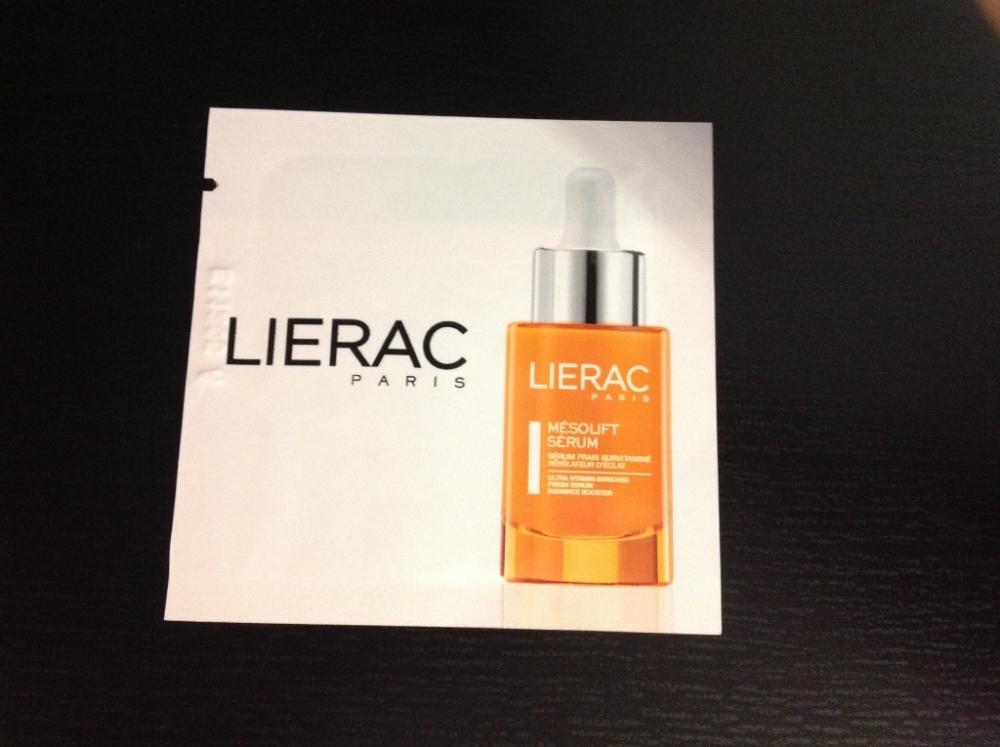 LIERAC
PARIS
LIERAC
PARIS
MÉSOLIFT
SÉRUM
SÉRUM FRAIS SURVITAMINÉ
RÉVÉLATEUR D'ÉCLAT
ULTRA VITAMIN-ENRICHED
FRESH SERUM
RADIANCE BOOSTER